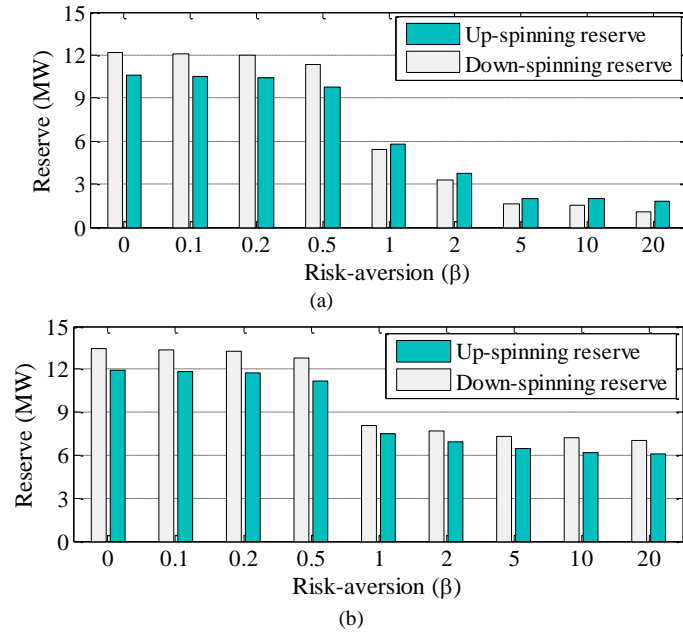 15
12
9
6
3
0
Reserve (MW)
Up-spinning reserve
Down-spinning reserve
0 0.1 0.2 0.5 1 2 5 10 20
Risk-aversion (β)
(a)
15
12
9
6
3
0
Reserve (MW)
Up-spinning reserve
Down-spinning reserve
0 0.1 0.2 0.5 1 2 5 10 20
Risk-aversion (β)
(b)